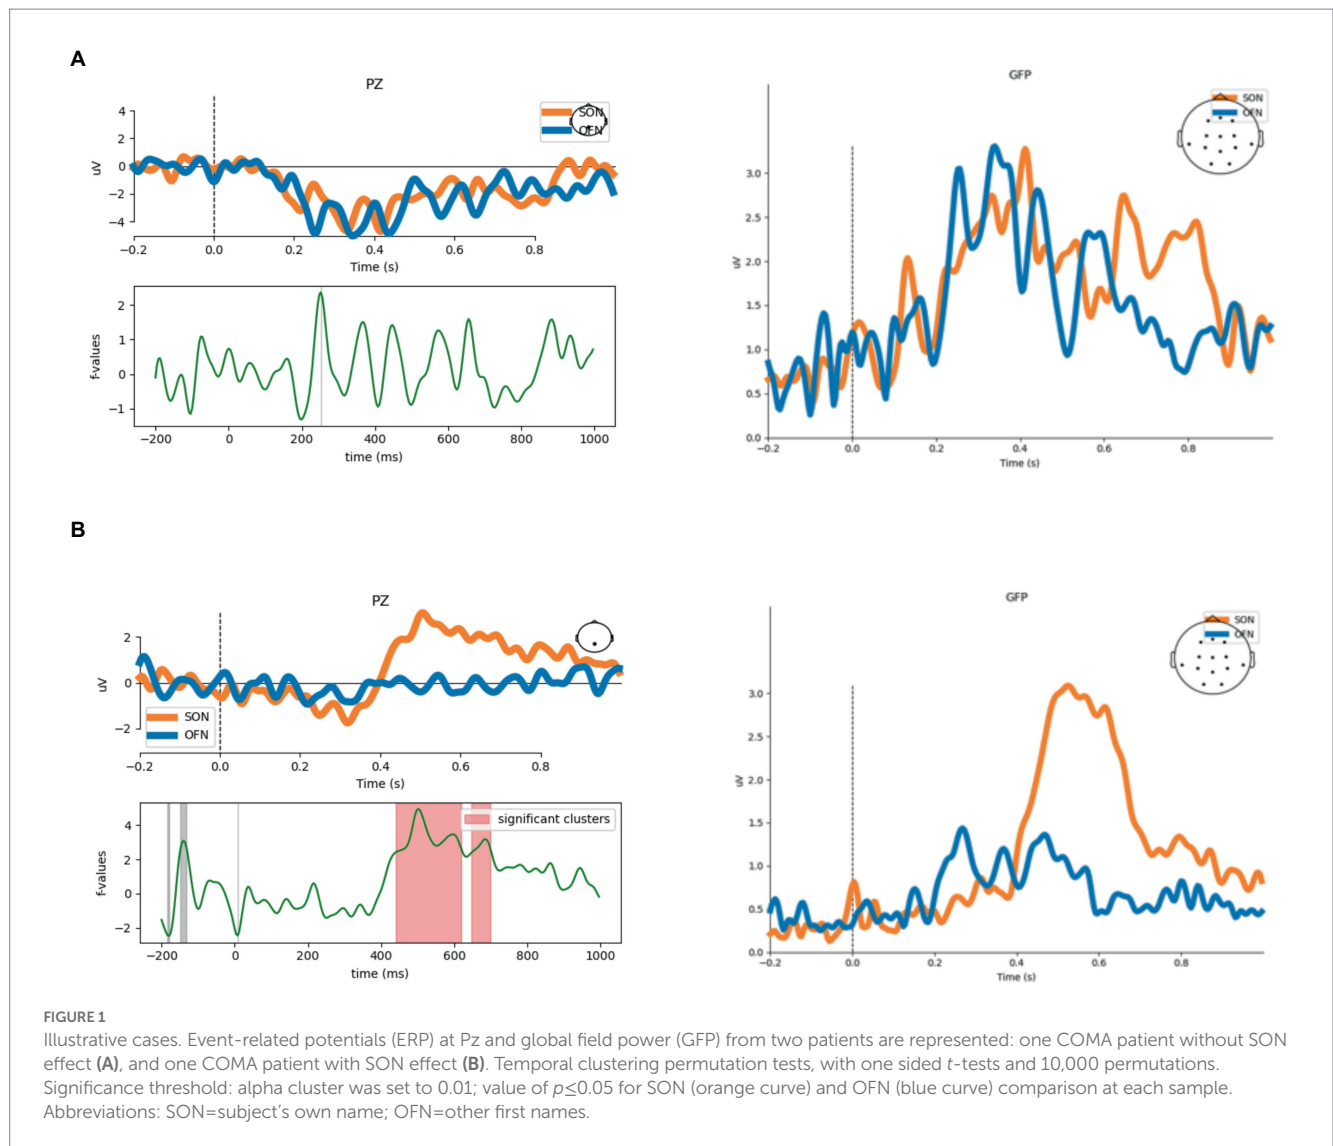 A
PZ
4
2
0
−2
−4
uV
SON
OFN
−0.2 0.0 0.2 0.4 0.6 0.8
Time (s)
2
1
0
−1
f-values
−200 0 200 400 600 800 1000
time (ms)
GFP
SON
OFN
3.0
2.5
2.0
1.5
1.0
0.5
0.0
uV
−0.2 0.0 0.2 0.4 0.6 0.8
Time (s)
B
PZ
2
0
−2
uV
SON
OFN
−0.2 0.0 0.2 0.4 0.6 0.8
Time (s)
significant clusters
4
2
0
−2
f-values
−200 0 200 400 600 800 1000
time (ms)
GFP
SON
OFN
3.0
2.5
2.0
1.5
1.0
0.5
0.0
uV
−0.2 0.0 0.2 0.4 0.6 0.8
Time (s)
FIGURE 1
Illustrative cases. Event-related potentials (ERP) at Pz and global field power (GFP) from two patients are represented: one COMA patient without SON
effect (A), and one COMA patient with SON effect (B). Temporal clustering permutation tests, with one sided t-tests and 10,000 permutations.
Significance threshold: alpha cluster was set to 0.01; value of p≤0.05 for SON (orange curve) and OFN (blue curve) comparison at each sample.
Abbreviations: SON=subject's own name; OFN=other first names.